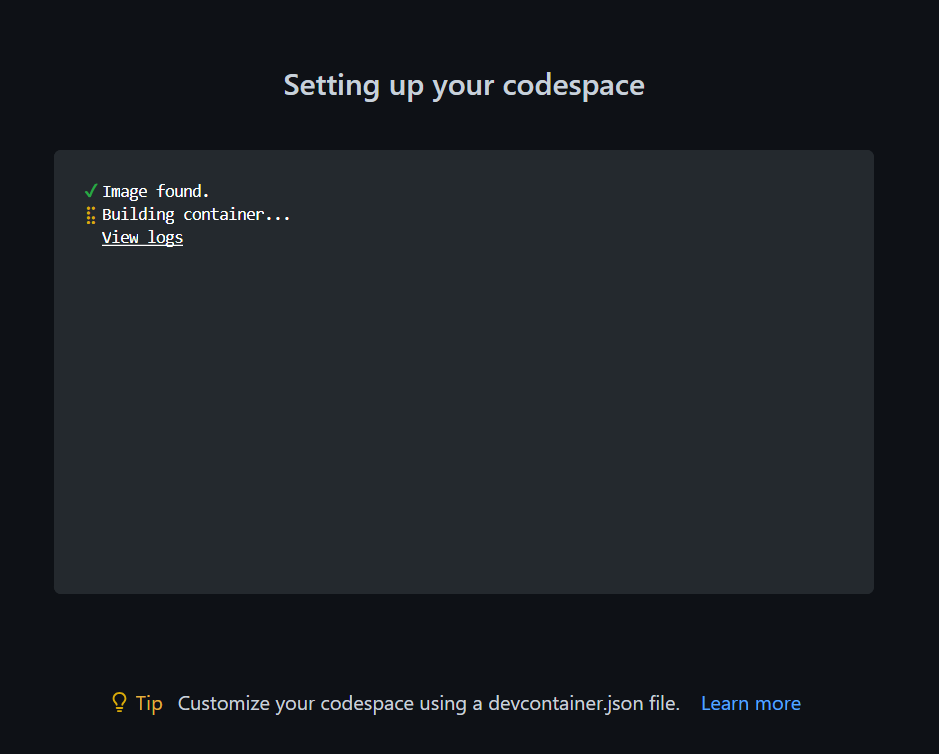 Setting up your codespace
✓ Image found.
Building container...
View logs
Tip Customize your codespace using a devcontainer.json file. Learn more